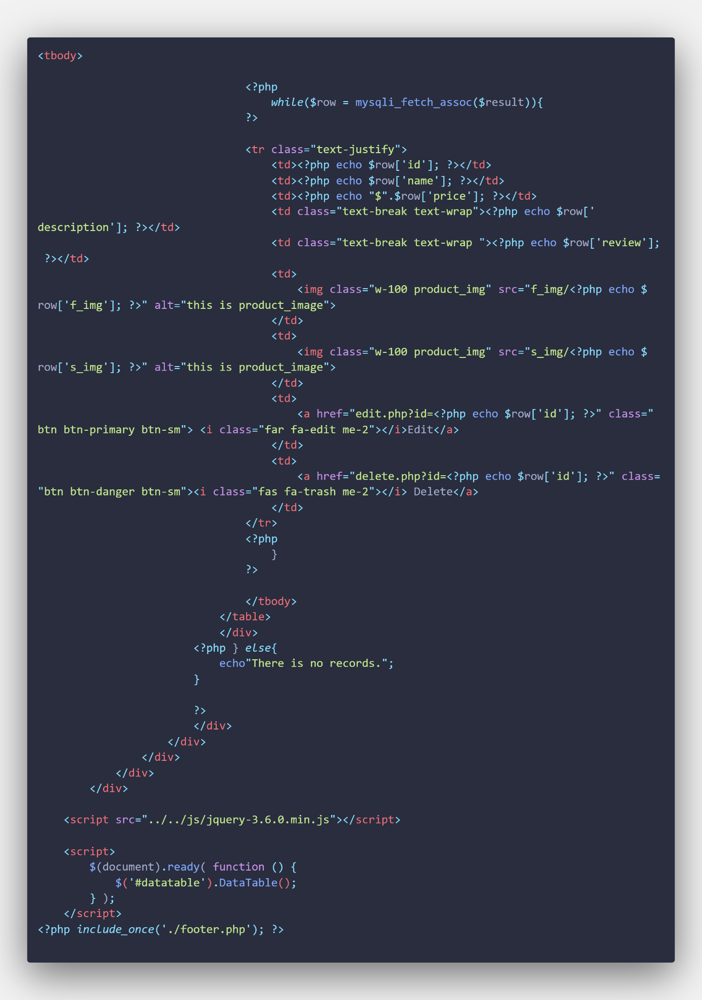 <tbody>
<?php
while($row = mysqli_fetch_assoc($result)){
?>
<tr class="text-justify">
<td><?php echo $row['id']; ?></td>
<td><?php echo $row['name']; ?></td>
<td><?php echo "$".$row['price']; ?></td>
<td class="text-break text-wrap"><?php echo $row['
description']; ?></td>
<td class="text-break text-wrap "><?php echo $row['review'];
?></td>
<td>
<img class="w-100 product_img" src="f_img/<?php echo $
row['f_img']; ?>" alt="this is product_image">
</td>
<td>
<img class="w-100 product_img" src="s_img/<?php echo $
row['s_img']; ?>" alt="this is product_image">
</td>
<td>
<a href="edit.php?id=<?php echo $row['id']; ?>" class="
btn btn-primary btn-sm"> <i class="far fa-edit me-2"></i>Edit</a>
</td>
<td>
<a href="delete.php?id=<?php echo $row['id']; ?>" class=
"btn btn-danger btn-sm"><i class="fas fa-trash me-2"></i> Delete</a>
</td>
</tr>
<?php
}
?>
</tbody>
</table>
</div>
<?php } else{
echo"There is no records.";
}
?>
</div>
</div>
</div>
</div>
</div>
<script src="../../js/jquery-3.6.0.min.js"></script>
<script>
$(document).ready( function () {
$('#datatable').DataTable();
} );
</script>
<?php include_once('./footer.php'); ?>